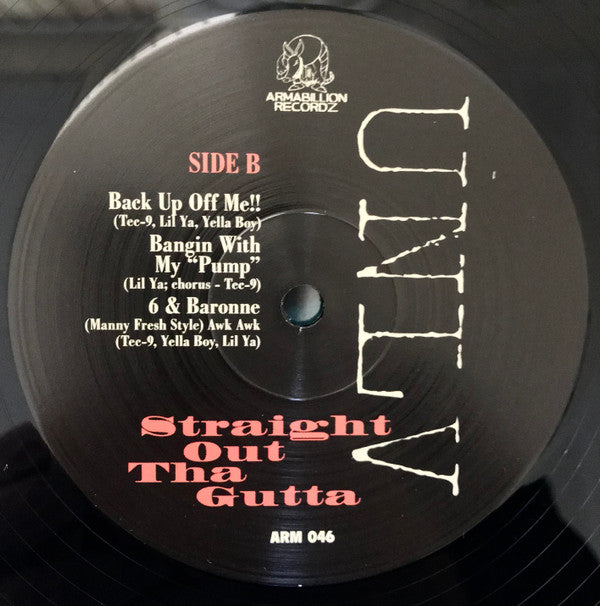 ARMABILLION
RECORDZ
SIDE B
Back Up Off Me!!
(Tec-9, Lil Ya, Yella Boy)
Bangin With
My “Pump”
(Lil Ya; chorus - Tec-9)
6 & Baronne
(Manny Fresh Style) Awk Awk
(Tec-9, Yella Boy, Lil Ya)
UNLV
Straight
Out
Tha
Gutta
ARM 046